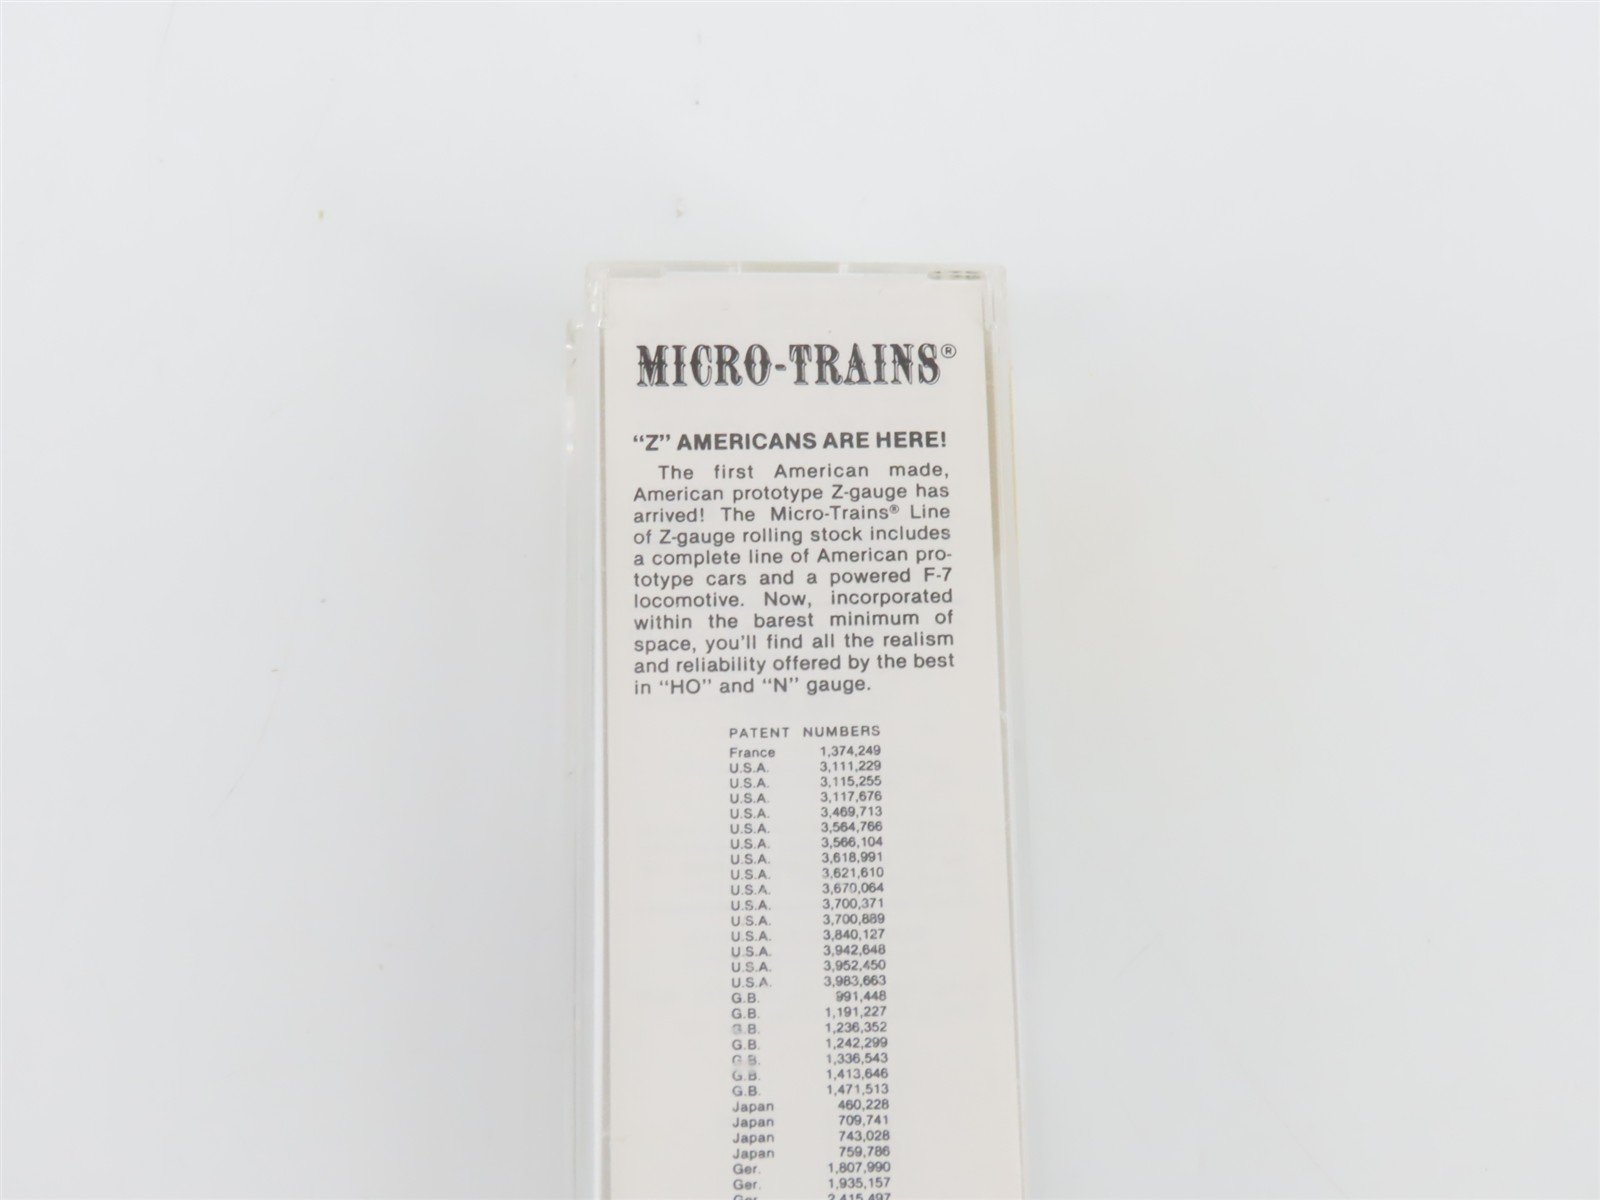 MICRO-TRAINS®
"Z" AMERICANS ARE HERE!
The first American made,
American prototype Z-gauge has
arrived! The Micro-Trains® Line
of Z-gauge rolling stock includes
a complete line of American pro-
totype cars and a powered F-7
locomotive. Now, incorporated
within the barest minimum of
space, you'll find all the realism
and reliability offered by the best
in "HO" and "N" gauge.
PATENT NUMBERS
France 1,374,249
U.S.A. 3,111,229
U.S.A. 3,115,255
U.S.A. 3,117,676
U.S.A. 3,469,713
U.S.A. 3,564,766
U.S.A. 3,566,104
U.S.A. 3,618,991
U.S.A. 3,621,610
U.S.A. 3,670,064
U.S.A. 3,700,371
U.S.A. 3,700,889
U.S.A. 3,840,127
U.S.A. 3,942,648
U.S.A. 3,952,450
U.S.A. 3,983,663
G.B. 991,448
G.B. 1,191,227
G.B. 1,236,352
G.B. 1,242,299
G.B. 1,336,543
G.B. 1,413,646
G.B. 1,471,513
Japan 460,228
Japan 709,741
Japan 743,028
Japan 759,786
Ger. 1,807,990
Ger. 1,935,157
Ger. 2,415,497